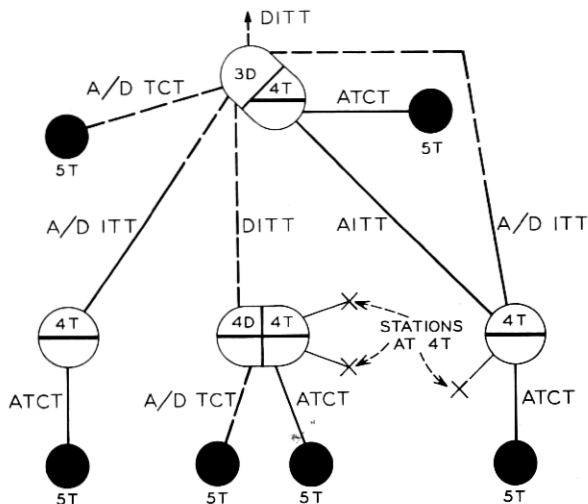 DITT
3D
4T
A/D TCT
ATCT
5T
5T
A/D ITT
DITT
AITT
A/D ITT
4T
4D
4T
STATIONS
AT 4T
4T
ATCT
A/D TCT
ATCT
ATCT
5T
5T
5T
5T